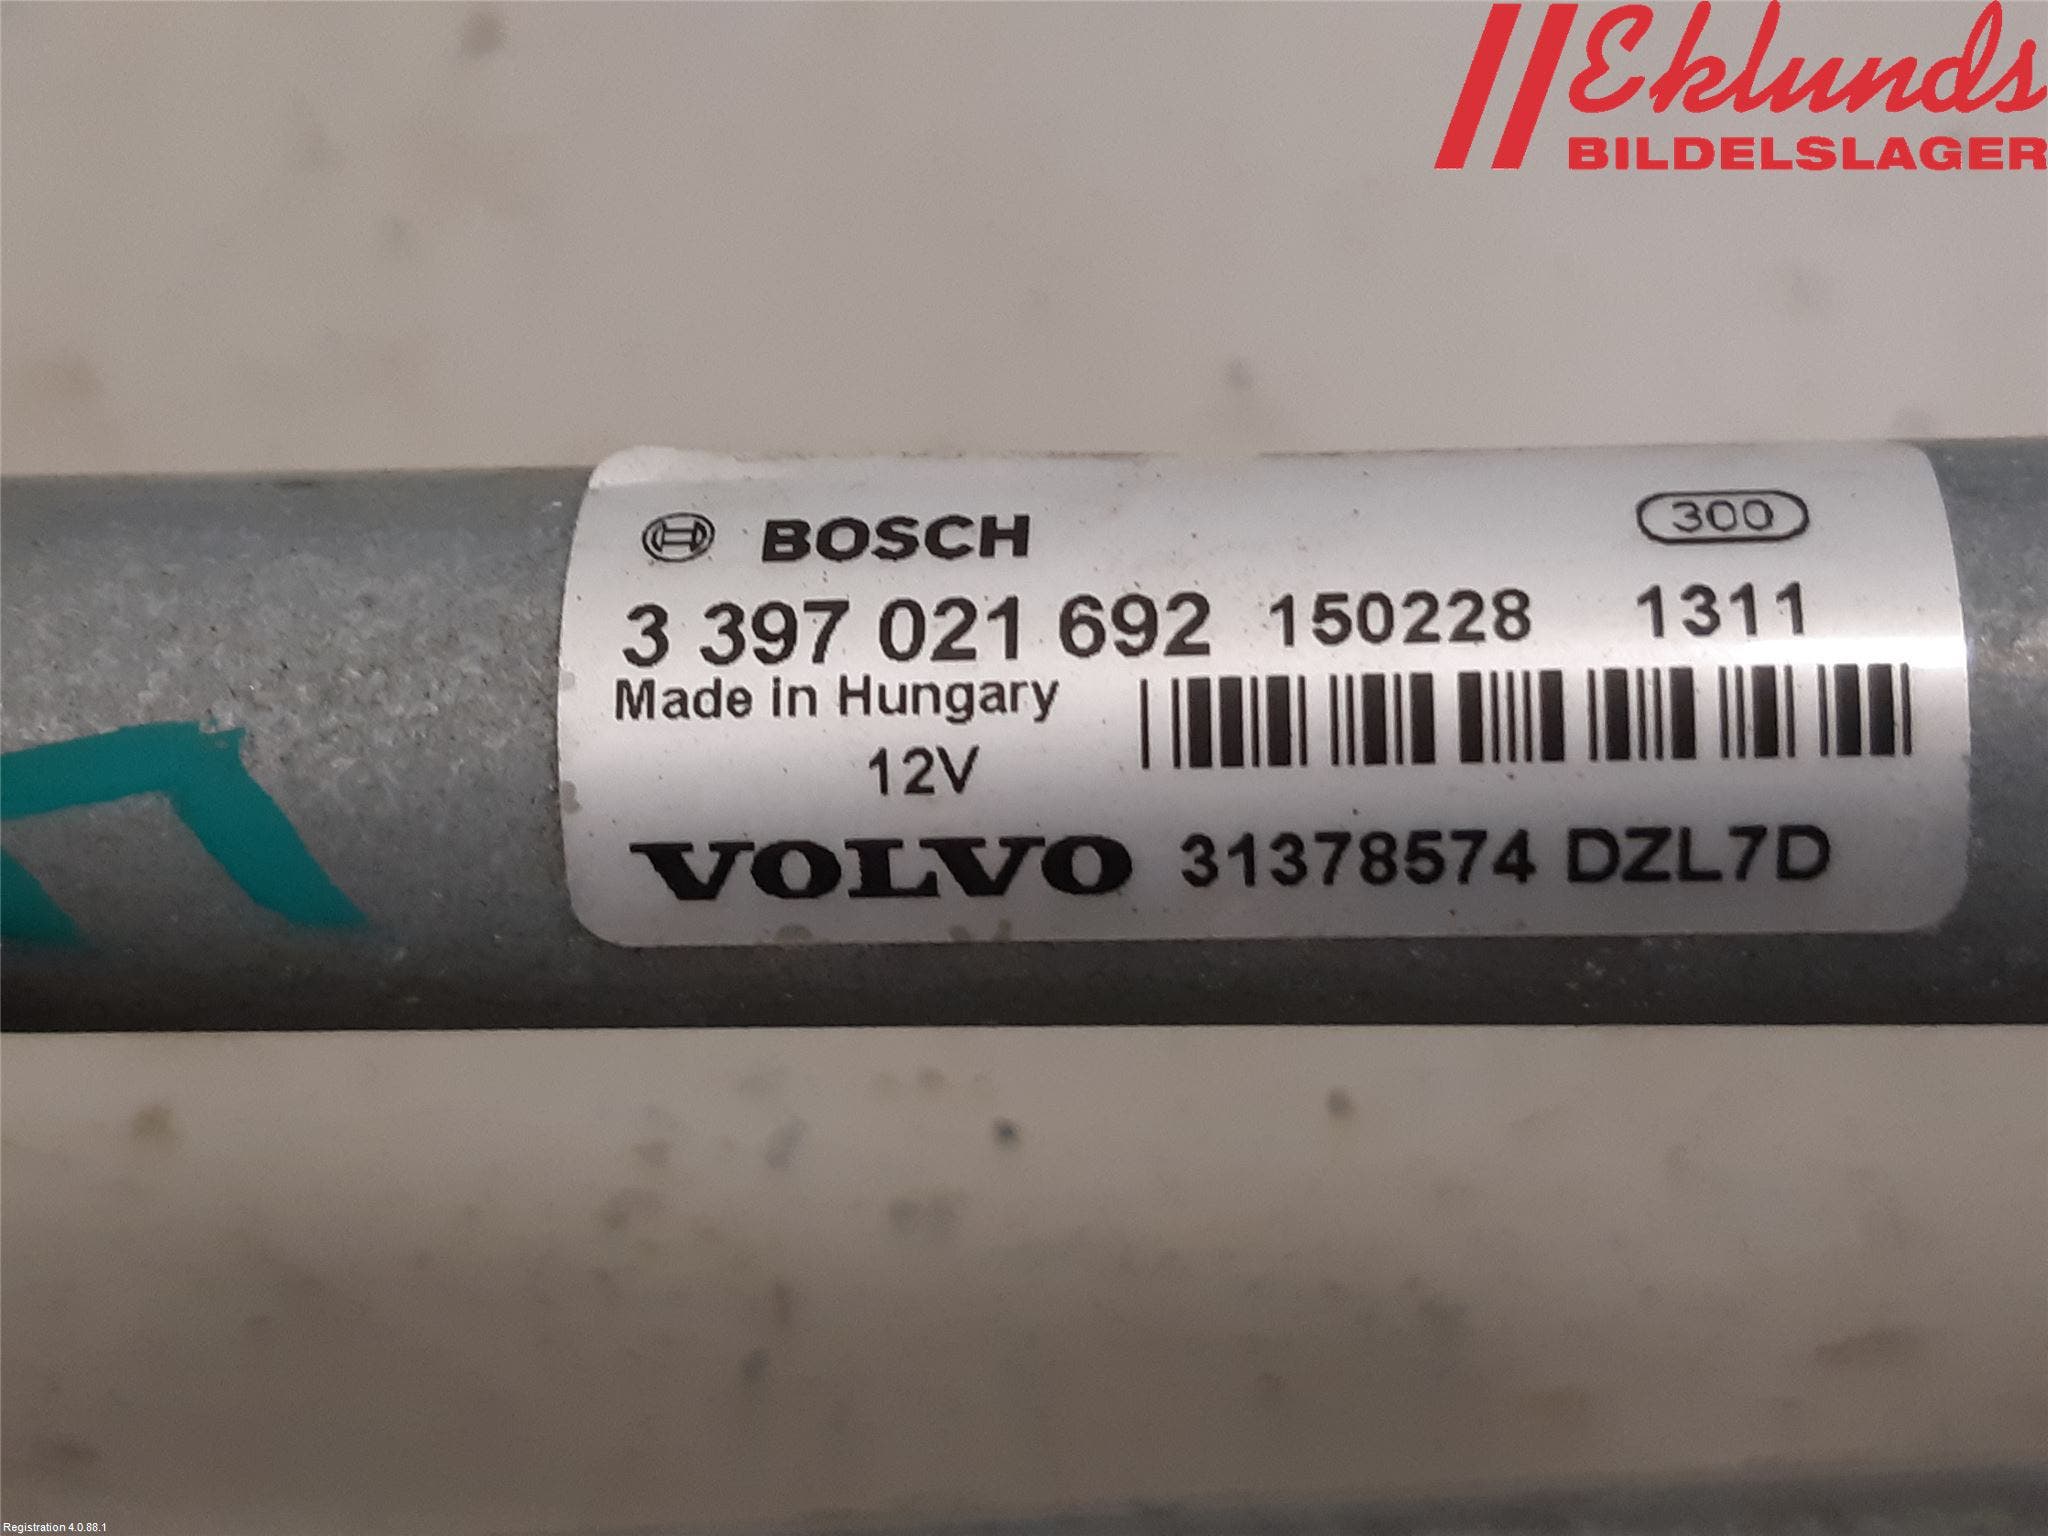 Eklunds
BILDELSLAGER
BOSCH 300
3 397 021 692 150228 1311
Made in Hungary
12V
VOLVO 31378574 DZL7D
Registration 4.0.88.1